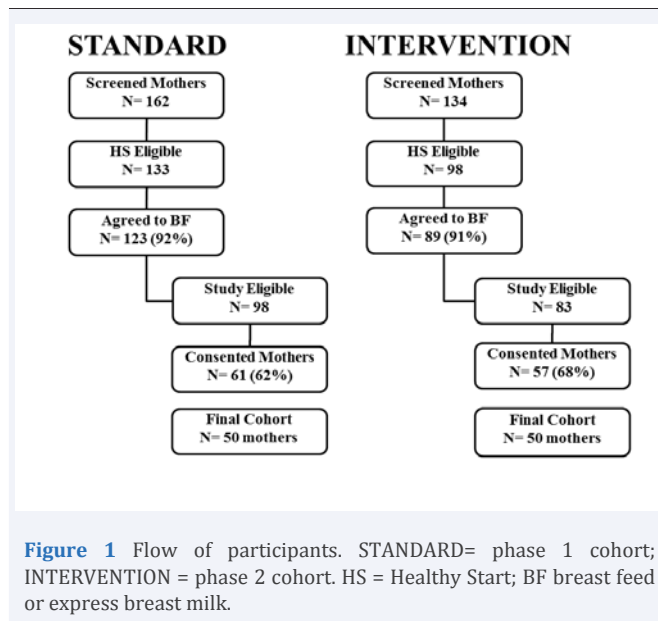 STANDARD
Screened Mothers
N= 162
HS Eligible
N= 133
Agreed to BF
N= 123 (92%)
Study Eligible
N= 98
Consented Mothers
N= 61 (62%)
Final Cohort
N= 50 mothers
INTERVENTION
Screened Mothers
N= 134
HS Eligible
N= 98
Agreed to BF
N= 89 (91%)
Study Eligible
N= 83
Consented Mothers
N= 57 (68%)
Final Cohort
N= 50 mothers
Figure 1 Flow of participants. STANDARD= phase 1 cohort;
INTERVENTION = phase 2 cohort. HS = Healthy Start; BF breast feed
or express breast milk.